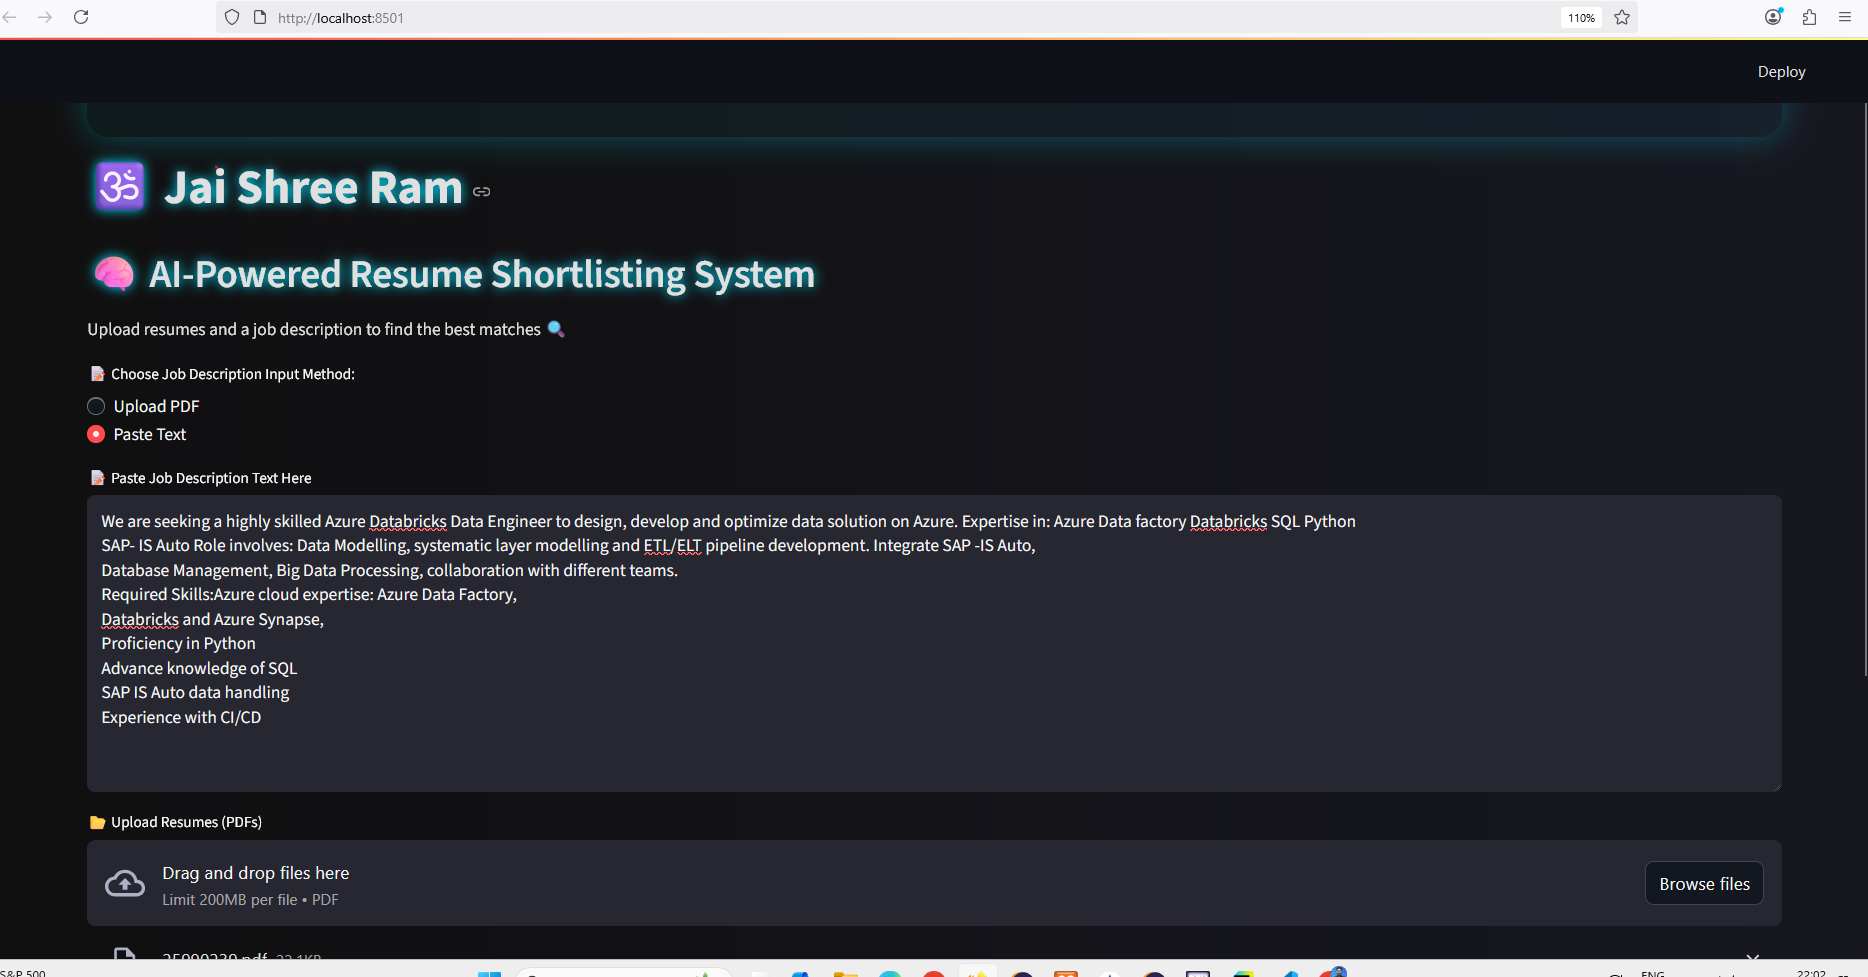 http://localhost:8501
110%
Deploy
🕉️ Jai Shree Ram
🧠 AI-Powered Resume Shortlisting System
Upload resumes and a job description to find the best matches 🔍
📝 Choose Job Description Input Method:
Upload PDF
Paste Text
📝 Paste Job Description Text Here
We are seeking a highly skilled Azure Databricks Data Engineer to design, develop and optimize data solution on Azure. Expertise in: Azure Data factory Databricks SQL Python
SAP- IS Auto Role involves: Data Modelling, systematic layer modelling and ETL/ELT pipeline development. Integrate SAP -IS Auto,
Database Management, Big Data Processing, collaboration with different teams.
Required Skills:Azure cloud expertise: Azure Data Factory,
Databricks and Azure Synapse,
Proficiency in Python
Advance knowledge of SQL
SAP IS Auto data handling
Experience with CI/CD
📁 Upload Resumes (PDFs)
Drag and drop files here
Limit 200MB per file • PDF
Browse files
S&P 500
ENG
22:02